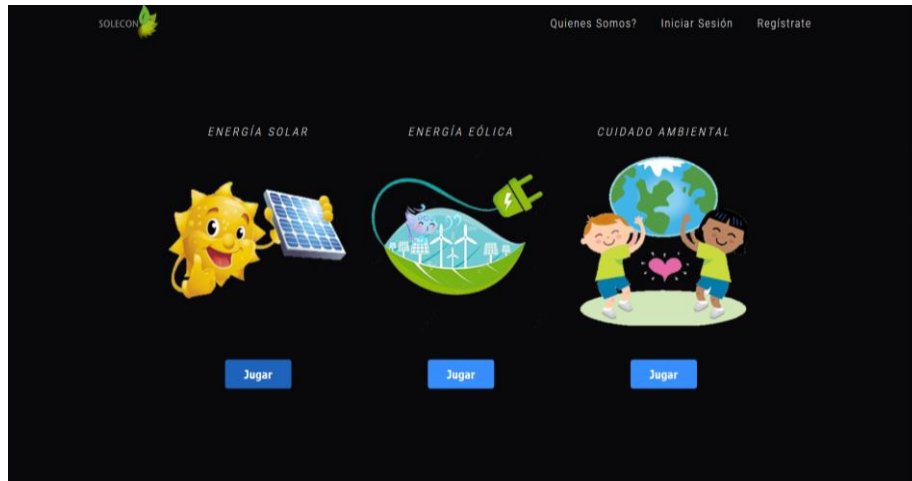 SOLECON
Quienes Somos? Iniciar Sesión Regístrate
ENERGÍA SOLAR
ENERGÍA EÓLICA
CUIDADO AMBIENTAL
Jugar
Jugar
Jugar